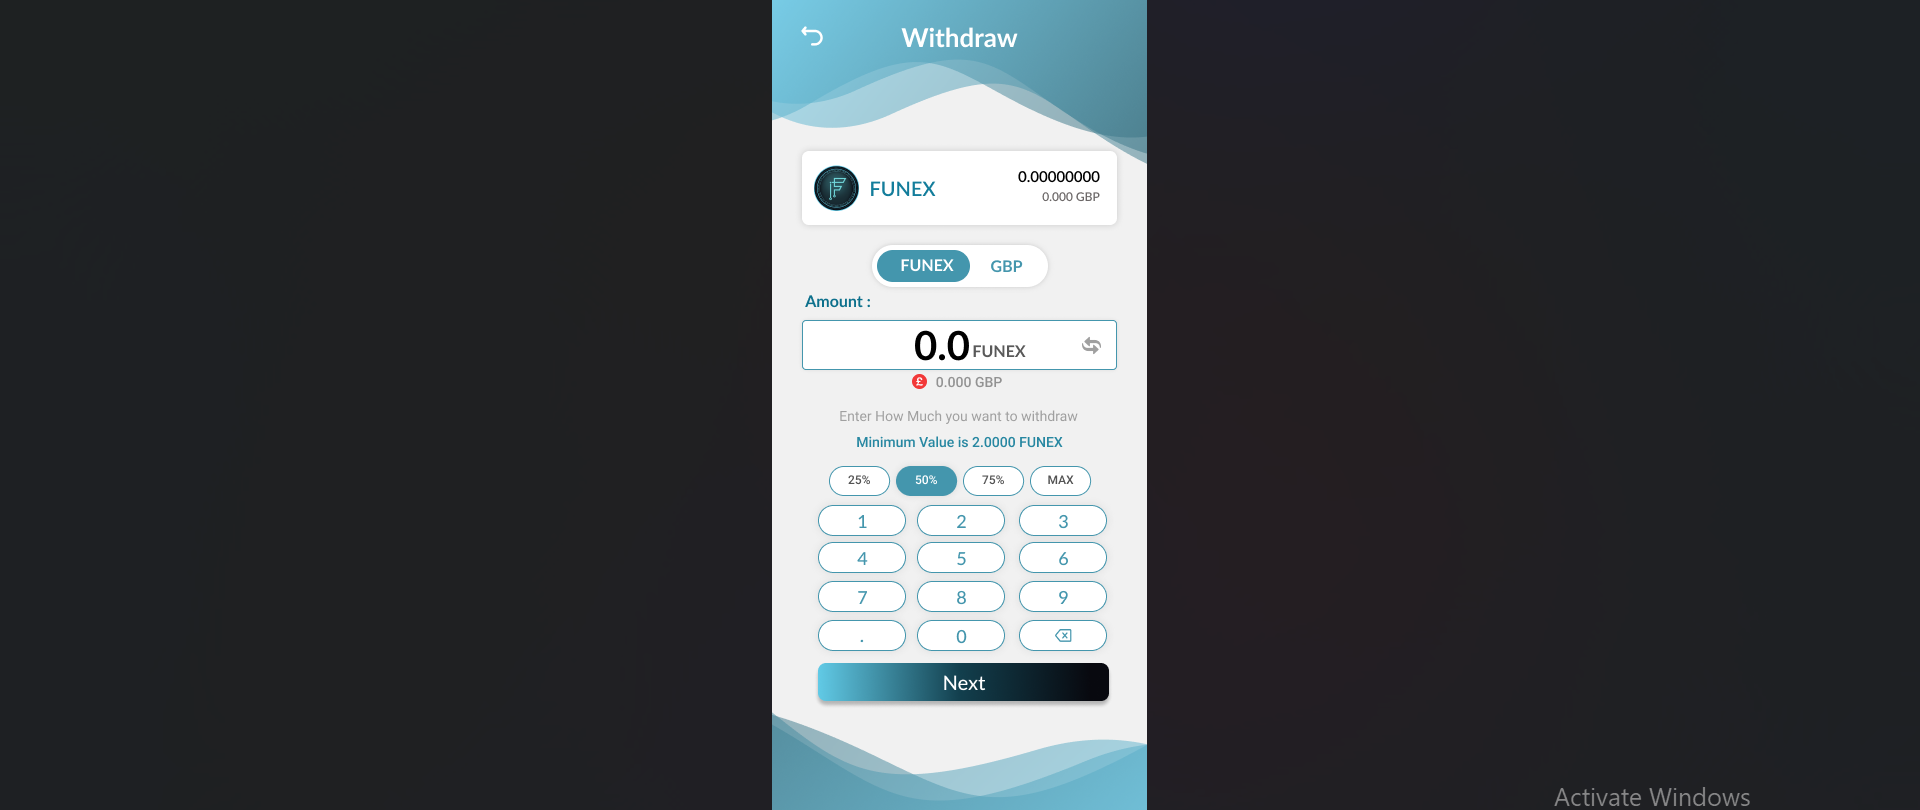 Withdraw
FUNEX
0.00000000
0.000 GBP
FUNEX GBP
Amount :
0.0 FUNEX
£ 0.000 GBP
Enter How Much you want to withdraw
Minimum Value is 2.0000 FUNEX
25% 50% 75% MAX
1 2 3
4 5 6
7 8 9
. 0
Next
Activate Windows